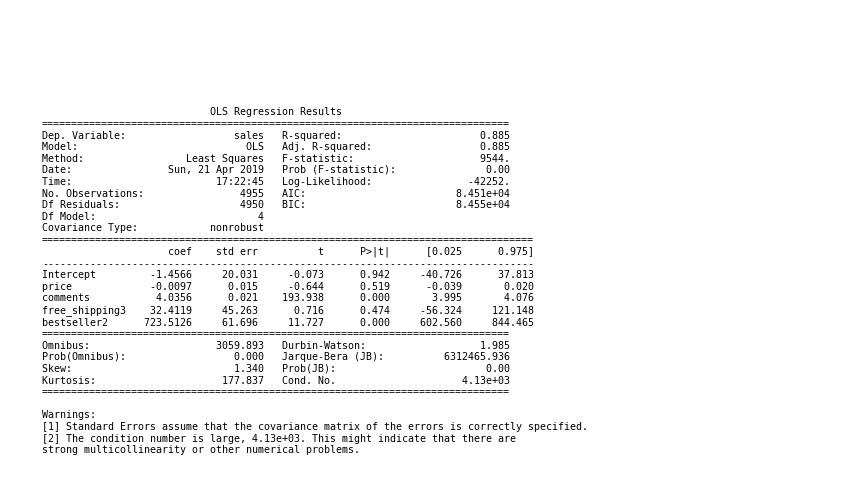 OLS Regression Results
==============================================================================
Dep. Variable:                  sales   R-squared:                       0.885
Model:                            OLS   Adj. R-squared:                  0.885
Method:                 Least Squares   F-statistic:                     9544.
Date:                Sun, 21 Apr 2019   Prob (F-statistic):               0.00
Time:                        17:22:45   Log-Likelihood:                -42252.
No. Observations:                4955   AIC:                         8.451e+04
Df Residuals:                    4950   BIC:                         8.455e+04
Df Model:                           4
Covariance Type:            nonrobust
==================================================================================
                     coef    std err          t      P>|t|      [0.025      0.975]
----------------------------------------------------------------------------------
Intercept         -1.4566     20.031     -0.073      0.942     -40.726      37.813
price             -0.0097      0.015     -0.644      0.519      -0.039       0.020
comments           4.0356      0.021    193.938      0.000       3.995       4.076
free_shipping3    32.4119     45.263      0.716      0.474     -56.324     121.148
bestseller2      723.5126     61.696     11.727      0.000     602.560     844.465
==============================================================================
Omnibus:                     3059.893   Durbin-Watson:                   1.985
Prob(Omnibus):                  0.000   Jarque-Bera (JB):          6312465.936
Skew:                           1.340   Prob(JB):                         0.00
Kurtosis:                     177.837   Cond. No.                     4.13e+03
==============================================================================
Warnings:
[1] Standard Errors assume that the covariance matrix of the errors is correctly specified.
[2] The condition number is large, 4.13e+03. This might indicate that there are
strong multicollinearity or other numerical problems.